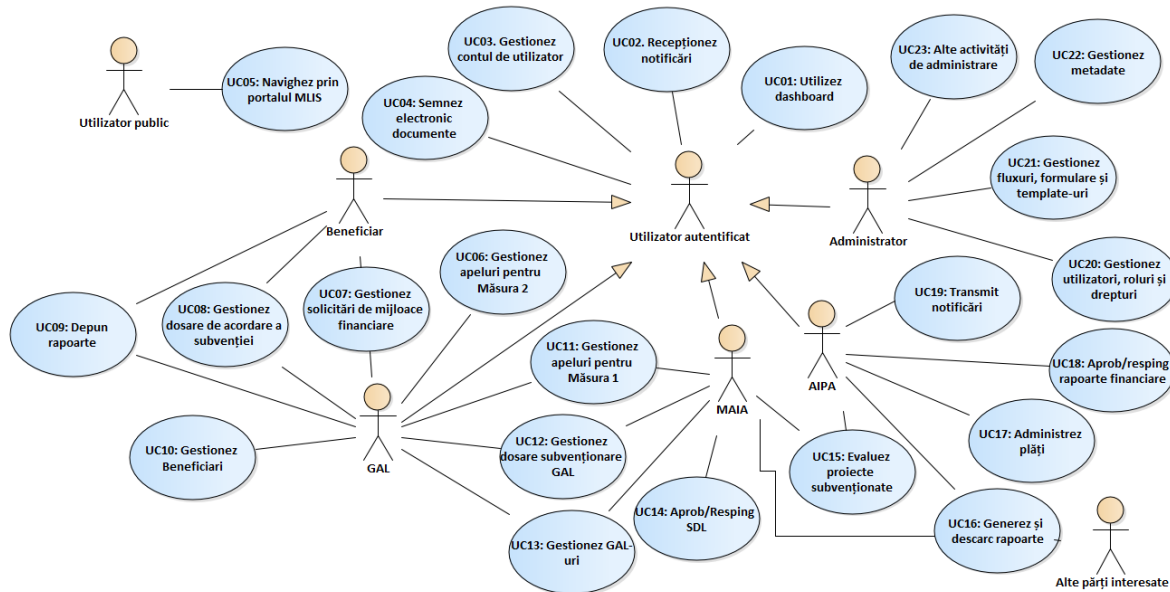 UC03. Gestionez
contul de utilizator
UC02. Recepționez
notificări
UC01: Utilizez
dashboard
UC23: Alte activități
de administrare
UC22: Gestionez
metadate
Utilizator public
UC05: Navighez prin
portalul MLIS
UC04: Semnez
electronic
documente
UC21: Gestionez
fluxuri, formulare și
template-uri
Beneficiar
Utilizator autentificat
Administrator
UC06: Gestionez
apeluri pentru
Măsura 2
UC20: Gestionez
utilizatori, roluri și
drepturi
UC09: Depun
rapoarte
UC08: Gestionez
dosare de acordare a
subvenției
UC07: Gestionez
solicitări de mijloace
financiare
UC19: Transmit
notificări
UC11: Gestionez
apeluri pentru
Măsura 1
UC18: Aprob/resping
rapoarte financiare
MAIA
AIPA
UC10: Gestionez
Beneficiari
GAL
UC12: Gestionez
dosare subvenționare
GAL
UC15: Evaluez
proiecte
subvenționate
UC17: Administrez
plăți
UC13: Gestionez GAL-
uri
UC14: Aprob/Resping
SDL
UC16: Generez și
descarc rapoarte
Alte părți interesate